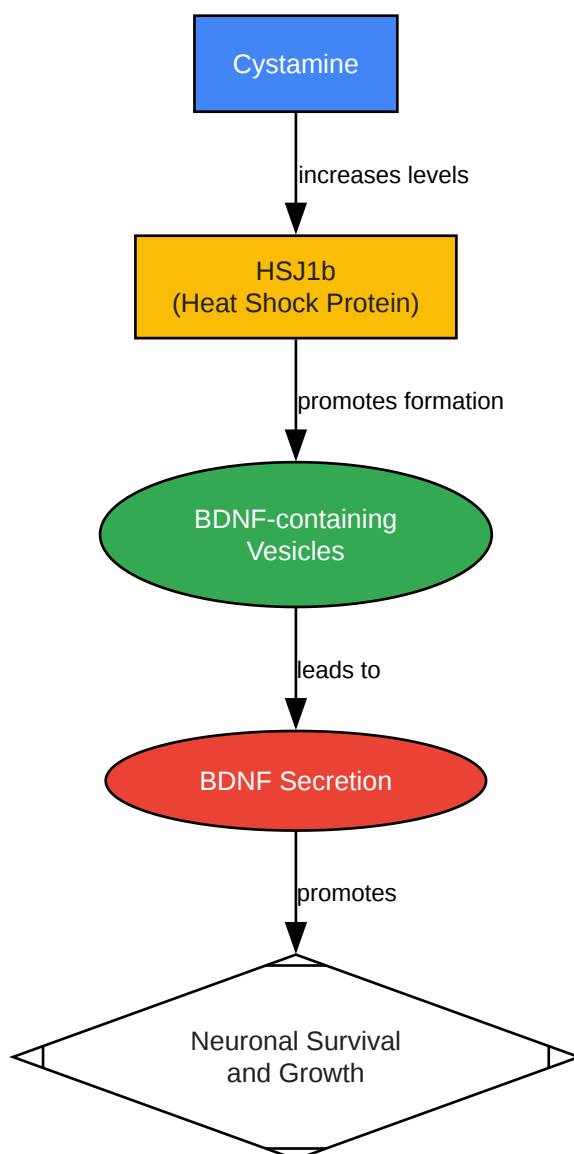 Cystamine
increases levels
HSJ1b
(Heat Shock Protein)
promotes formation
BDNF-containing
Vesicles
leads to
BDNF Secretion
promotes
Neuronal Survival
and Growth